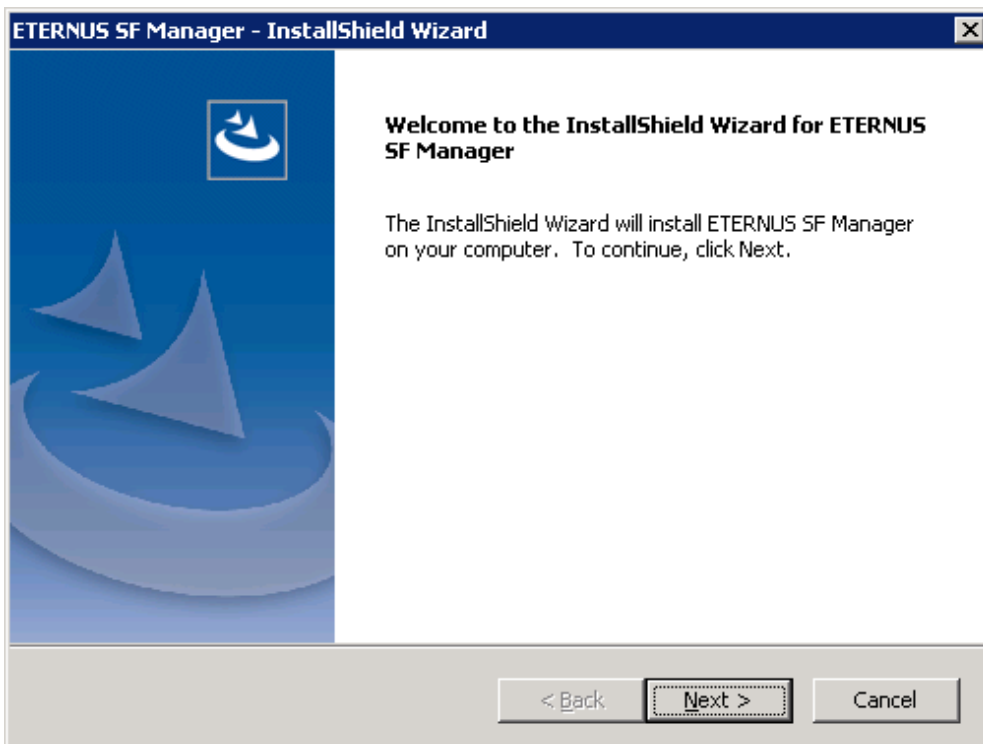 ETERNUS SF Manager - InstallShield Wizard
Welcome to the InstallShield Wizard for ETERNUS
SF Manager
The InstallShield Wizard will install ETERNUS SF Manager
on your computer. To continue, click Next.
< Back
Next >
Cancel